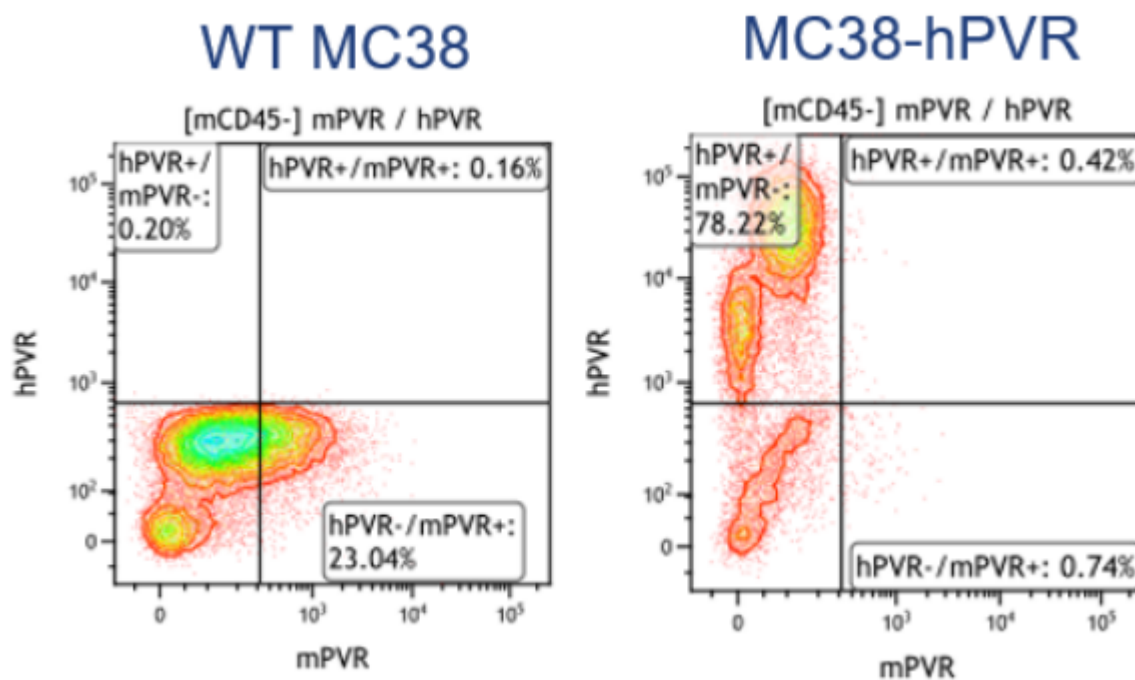 WT MC38
[mCD45-] mPVR / hPVR
hPVR+/
mPVR-:
0.20%
hPVR+/mPVR+: 0.16%
hPVR-/mPVR+:
23.04%
10⁵
10⁴
10³
10²
0
hPVR
0
10³
10⁴
10⁵
mPVR
MC38-hPVR
[mCD45-] mPVR / hPVR
hPVR+/
mPVR-:
78.22%
hPVR+/mPVR+: 0.42%
hPVR-/mPVR+: 0.74%
10⁵
10⁴
10³
10²
0
hPVR
0
10³
10⁴
10⁵
mPVR